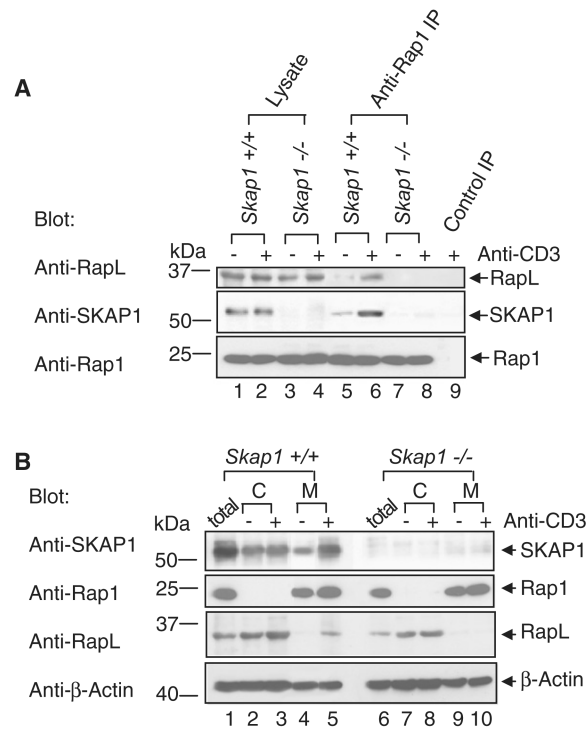 A
Lysate
Anti-Rap1 IP
Skap1 +/+
Skap1 -/-
Skap1 +/+
Skap1 -/-
Control IP
Blot:
kDa
- + - + - + - + +
Anti-CD3
Anti-RapL
37
RapL
Anti-SKAP1
50
SKAP1
Anti-Rap1
25
Rap1
1 2 3 4 5 6 7 8 9
B
Skap1 +/+
Skap1 -/-
Blot:
total
C
M
total
C
M
kDa
- + - + - + - +
Anti-CD3
Anti-SKAP1
50
SKAP1
Anti-Rap1
25
Rap1
Anti-RapL
37
RapL
Anti-β-Actin
40
β-Actin
1 2 3 4 5 6 7 8 9 10